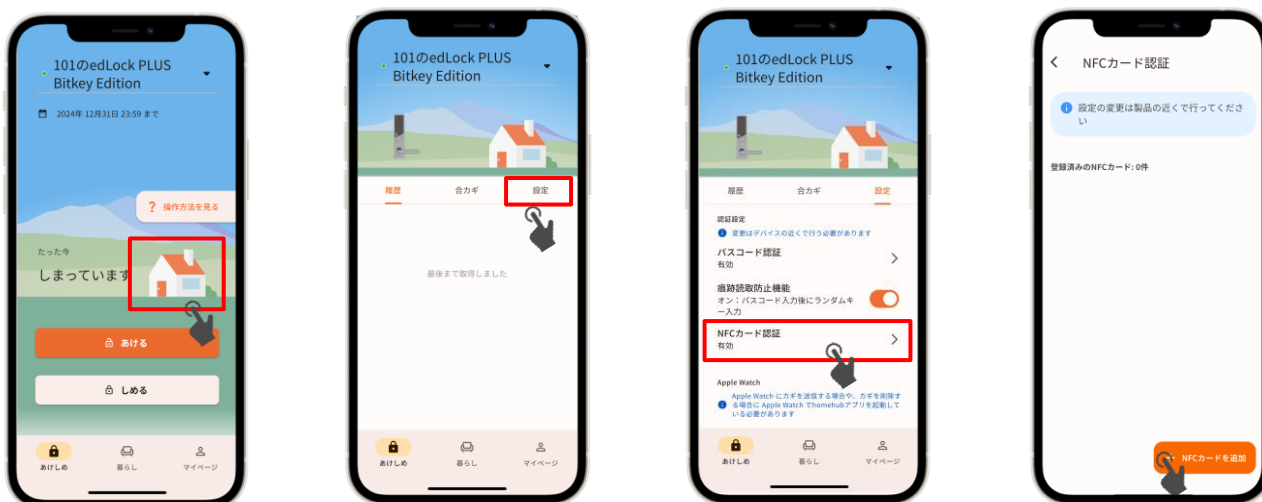 101のedLock PLUS
Bitkey Edition
2024年 12月31日 23:59 まで
? 操作方法を見る
たった今
しまっています
あける
しめる
あけしめ
暮らし
マイページ
101のedLock PLUS
Bitkey Edition
履歴
合カギ
設定
最後まで取得しました
あけしめ
暮らし
マイページ
101のedLock PLUS
Bitkey Edition
履歴
合カギ
設定
認証設定
変更はデバイスの近くで行う必要があります
パスコード認証
有効
痕跡読取防止機能
オン：パスコード入力後にランダムキ
ー入力
NFCカード認証
有効
Apple Watch
Apple Watch にカギを送信する場合や、カギを削除す
る場合に Apple Watch でhomehubアプリを起動して
いる必要があります
あけしめ
暮らし
マイページ
NFCカード認証
設定の変更は製品の近くで行ってくださ
い
登録済みのNFCカード: 0件
NFCカードを追加